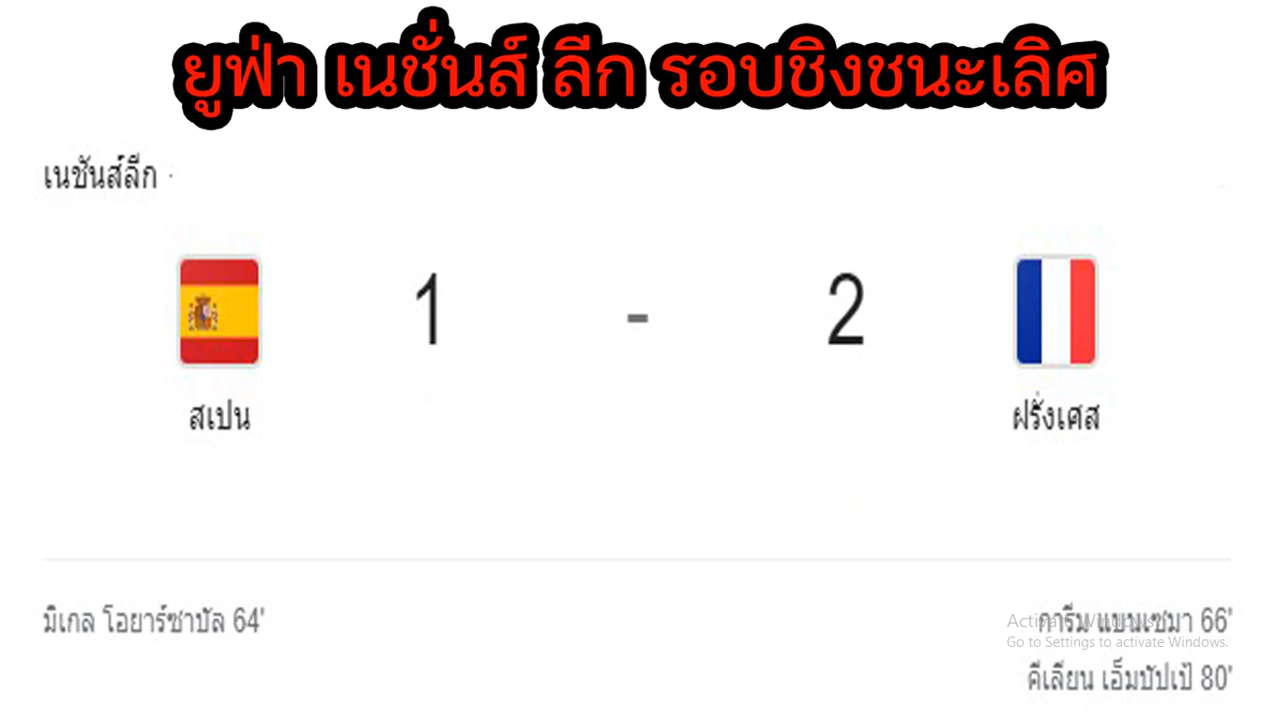 ยูฟ่า เนชั่นส์ ลีก รอบชิงชนะเลิศ
เนชันส์ลีก ·
1 - 2
สเปน ฝรั่งเศส
มิเกล โอยาร์ซาบัล 64' การีม แบนเซมา 66'
Activate Windows
Go to Settings to activate Windows.
คีเลียน เอ็มบัปเป้ 80'